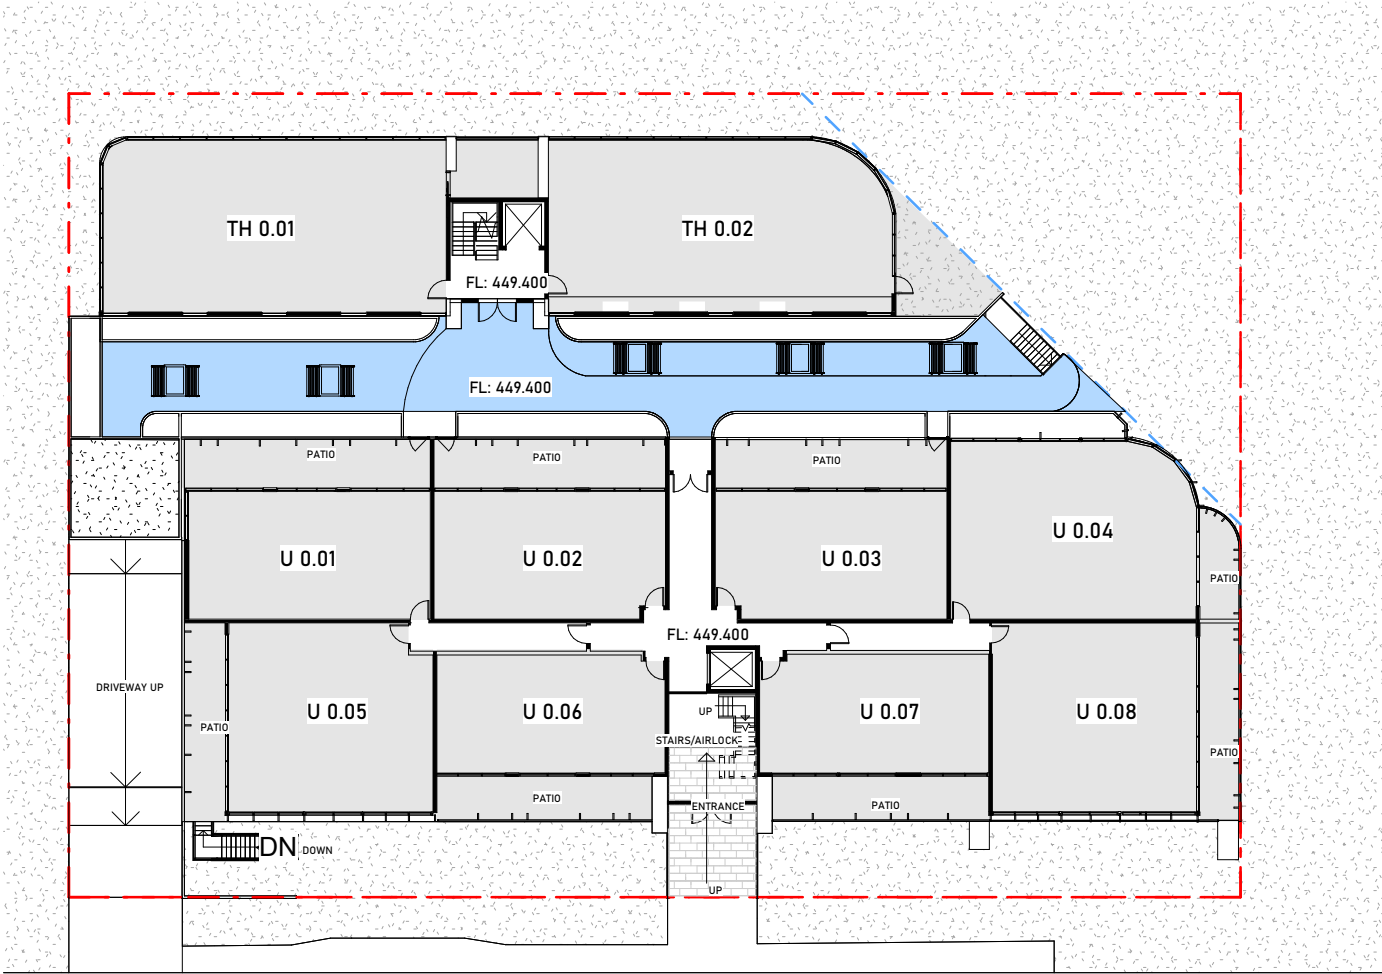 TH 0.01
TH 0.02
FL: 449.400
FL: 449.400
PATIO
PATIO
PATIO
U 0.01
U 0.02
U 0.03
U 0.04
PATIO
FL: 449.400
DRIVEWAY UP
PATIO
U 0.05
U 0.06
UP
STAIRS/AIRLOCK
U 0.07
U 0.08
PATIO
PATIO
ENTRANCE
PATIO
DN
DOWN
UP